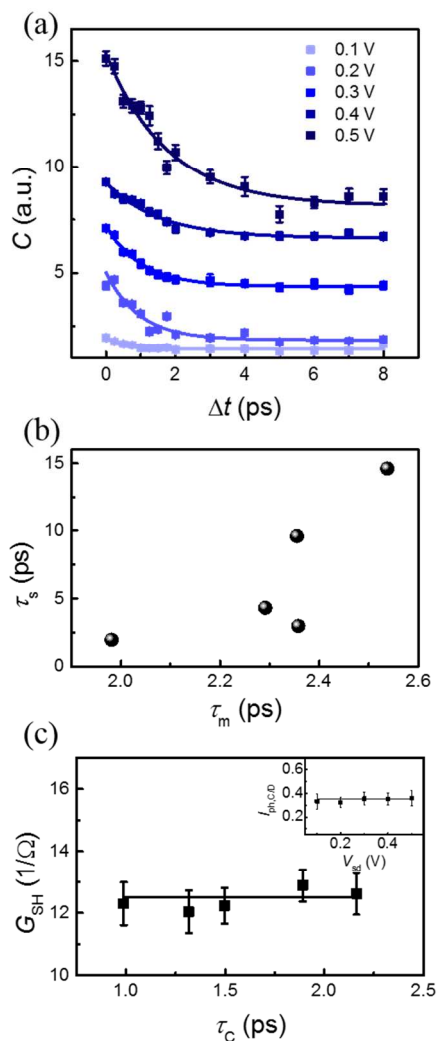 (a)
15
10
5
C (a.u.)
0.1 V
0.2 V
0.3 V
0.4 V
0.5 V
0 2 4 6 8
Δt (ps)
(b)
15
10
5
0
τs (ps)
2.0 2.2 2.4 2.6
τm (ps)
(c)
16
14
12
10
GSH (1/Ω)
0.6
0.4
0.2
Iph,C/D
0.2 0.4
Vsd (V)
1.0 1.5 2.0 2.5
τC (ps)